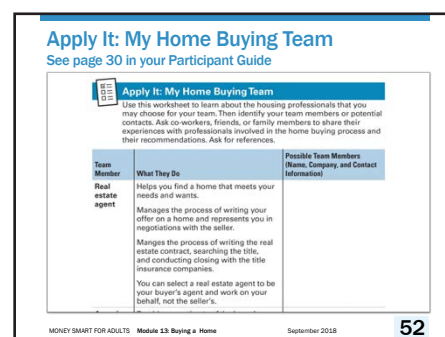 Apply It: My Home Buying Team
See page 30 in your Participant Guide
Apply It: My Home Buying Team
Use this worksheet to learn about the housing professionals that you
may choose for your team. Then identify your team members or potential
contacts. Ask co-workers, friends, or family members to share their
experiences with professionals involved in the home buying process and
their recommendations. Ask for references.
Team
Member
What They Do
Possible Team Members
(Name, Company, and Contact
Information)
Real
estate
agent
Helps you find a home that meets your
needs and wants.
Manages the process of writing your
offer on a home and represents you in
negotiations with the seller.
Manges the process of writing the real
estate contract, searching the title,
and conducting closing with the title
insurance companies.
You can select a real estate agent to be
your buyer's agent and work on your
behalf, not the seller's.
MONEY SMART FOR ADULTS Module 13: Buying a Home September 2018 52